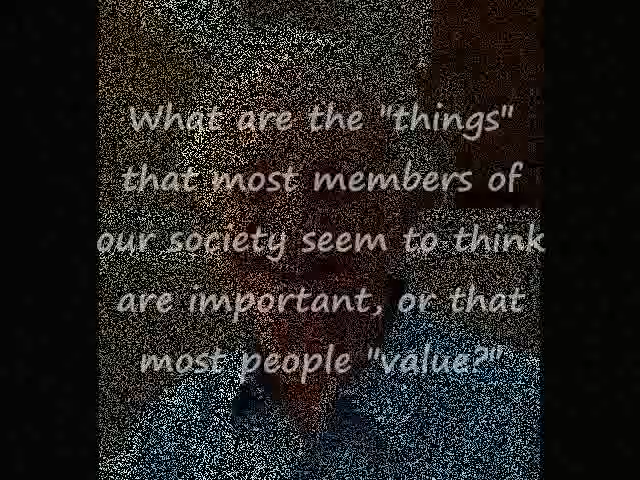 What are the "things"
that most members of
our society seem to think
are important, or that
most people "value?"